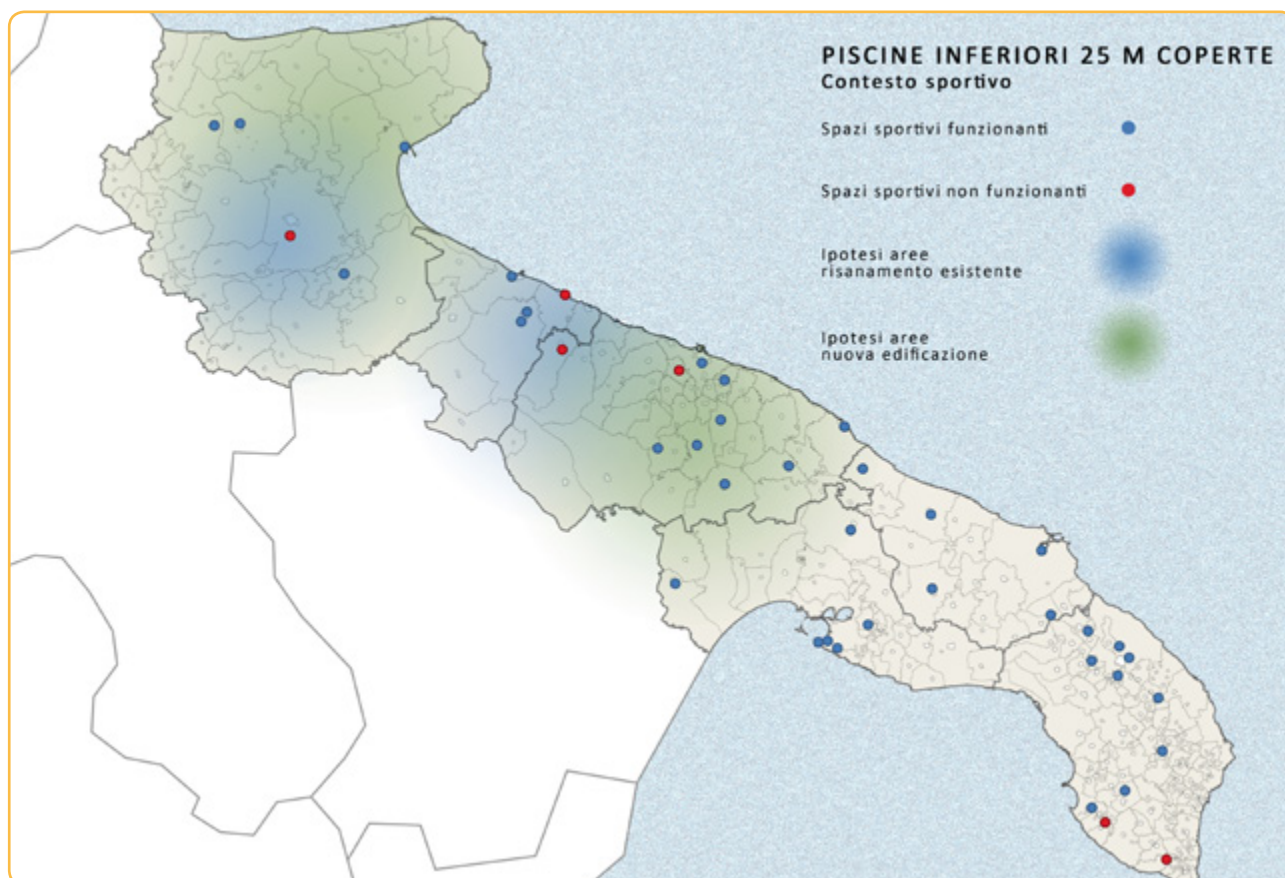 PISCINE INFERIORI 25 M COPERTE
Contesto sportivo
Spazi sportivi funzionanti
Spazi sportivi non funzionanti
Ipotesi aree
risanamento esistente
Ipotesi aree
nuova edificazione